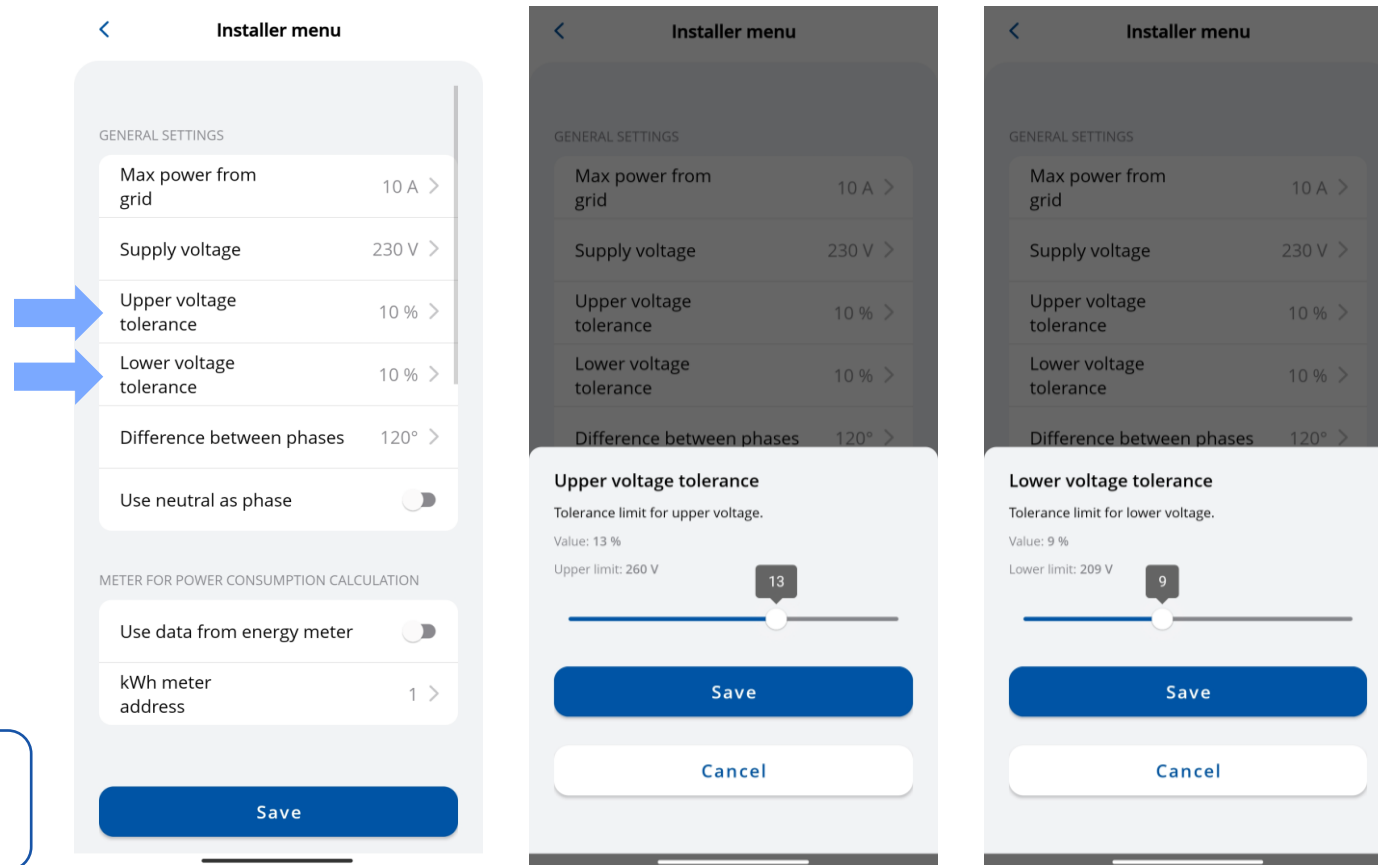 Installer menu
GENERAL SETTINGS
Max power from
grid
10 A
Supply voltage
230 V
Upper voltage
tolerance
10 %
Lower voltage
tolerance
10 %
Difference between phases
120°
Use neutral as phase
METER FOR POWER CONSUMPTION CALCULATION
Use data from energy meter
kWh meter
address
1
Save
Installer menu
GENERAL SETTINGS
Max power from
grid
10 A
Supply voltage
230 V
Upper voltage
tolerance
10 %
Lower voltage
tolerance
10 %
Difference between phases
120°
Upper voltage tolerance
Tolerance limit for upper voltage.
Value: 13 %
Upper limit: 260 V
13
Save
Cancel
Installer menu
GENERAL SETTINGS
Max power from
grid
10 A
Supply voltage
230 V
Upper voltage
tolerance
10 %
Lower voltage
tolerance
10 %
Difference between phases
120°
Lower voltage tolerance
Tolerance limit for lower voltage.
Value: 9 %
Lower limit: 209 V
9
Save
Cancel